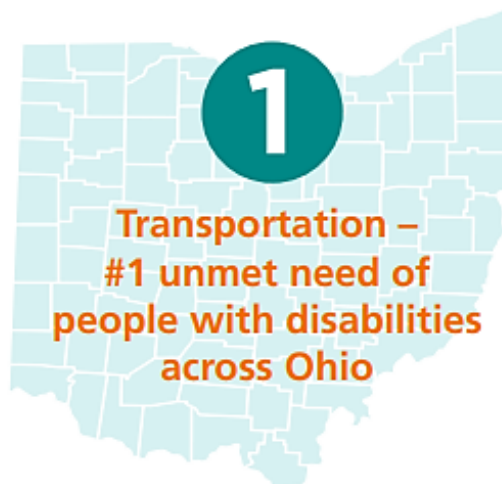 1
Transportation –
#1 unmet need of
people with disabilities
across Ohio